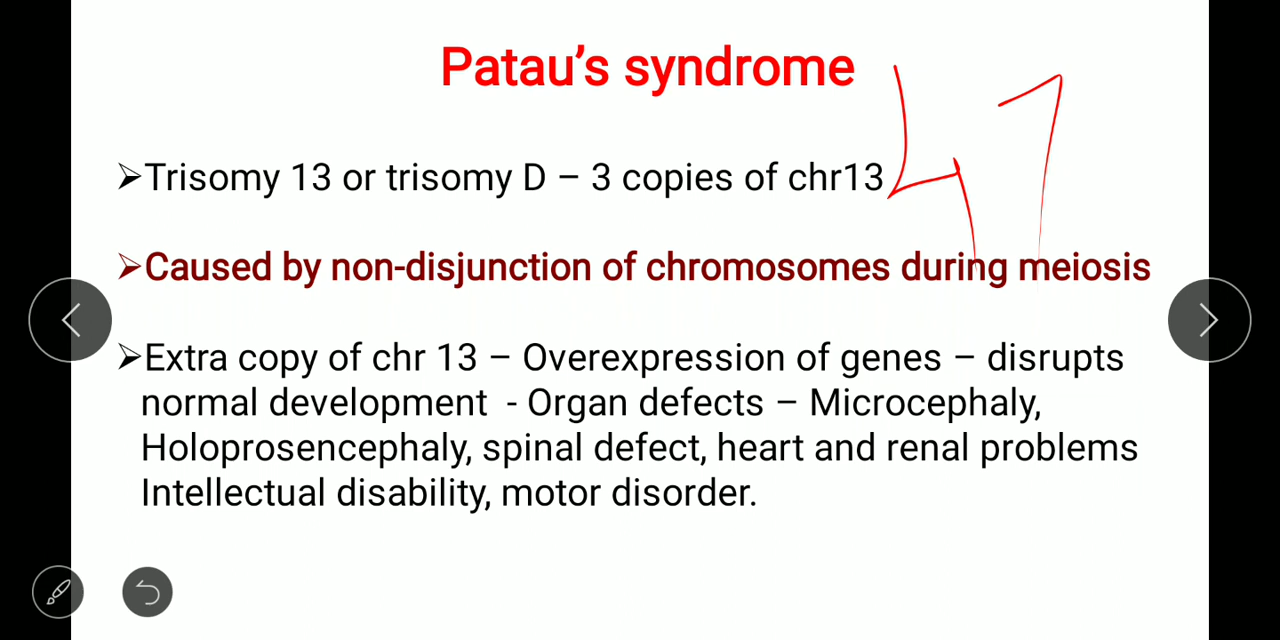 Patau's syndrome
47
➢Trisomy 13 or trisomy D – 3 copies of chr13
➢Caused by non-disjunction of chromosomes during meiosis
➢Extra copy of chr 13 – Overexpression of genes – disrupts
normal development - Organ defects – Microcephaly,
Holoprosencephaly, spinal defect, heart and renal problems
Intellectual disability, motor disorder.